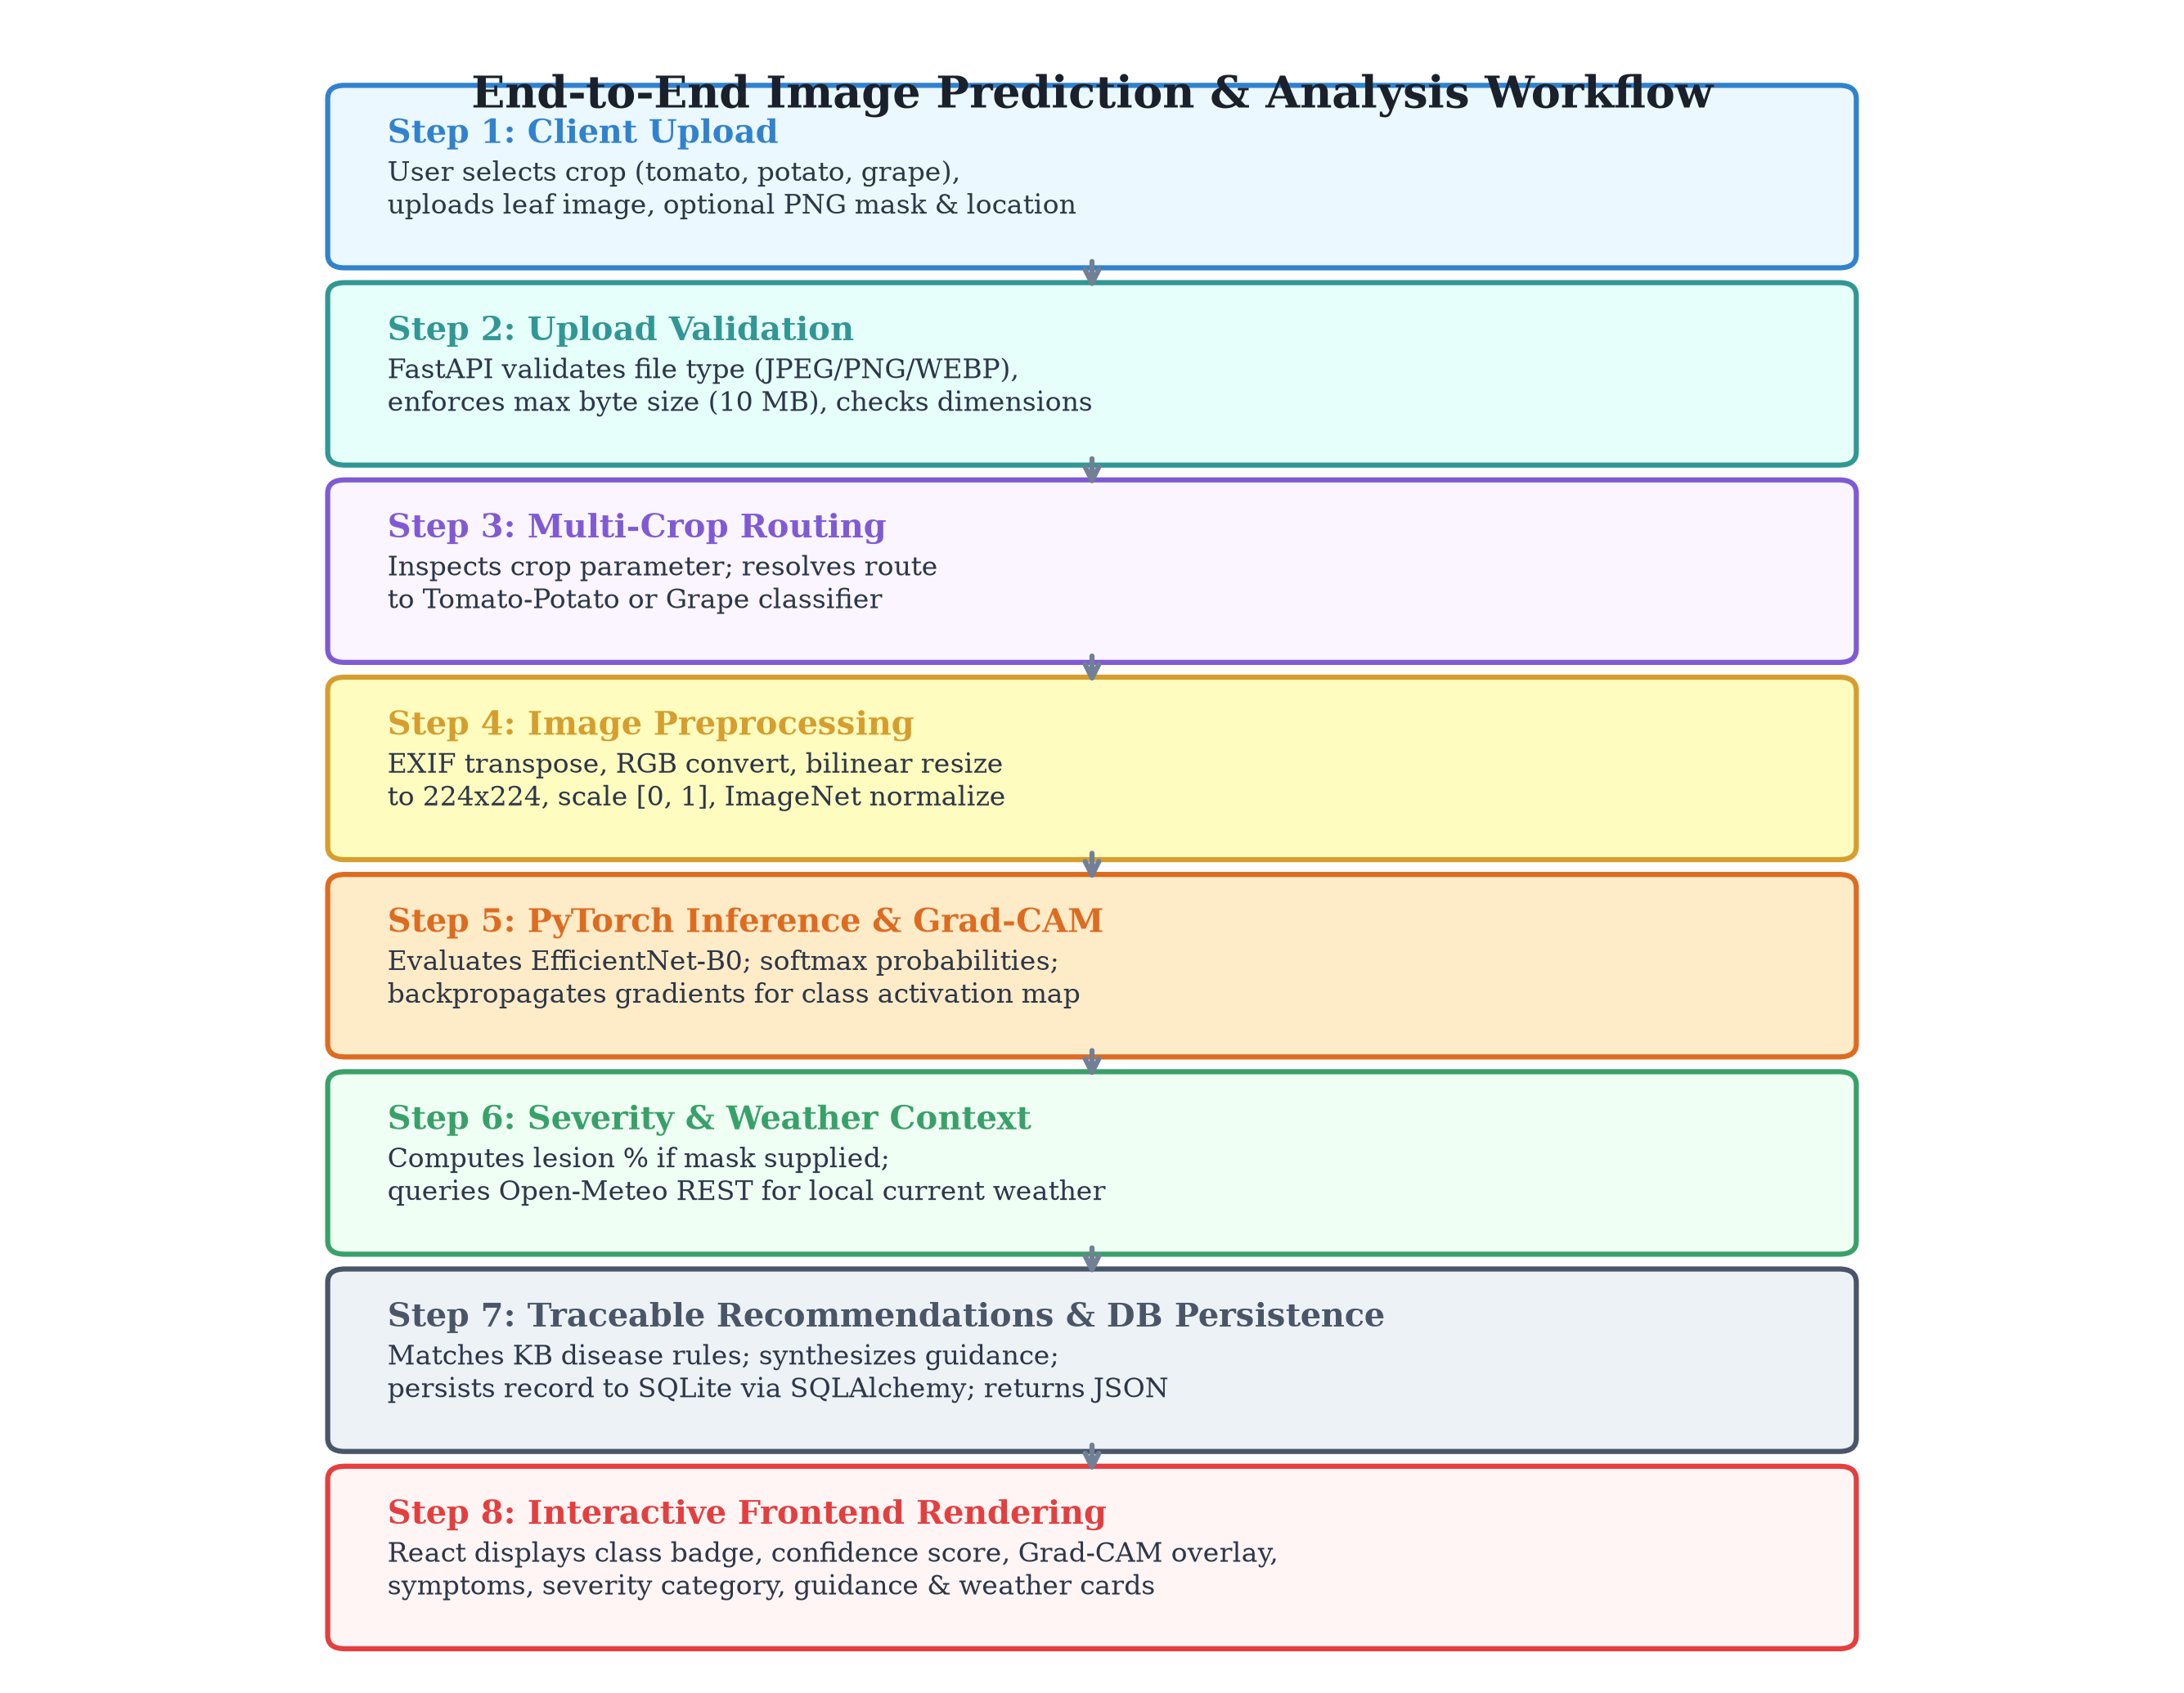 End-to-End Image Prediction & Analysis Workflow
Step 1: Client Upload
User selects crop (tomato, potato, grape),
uploads leaf image, optional PNG mask & location
Step 2: Upload Validation
FastAPI validates file type (JPEG/PNG/WEBP),
enforces max byte size (10 MB), checks dimensions
Step 3: Multi-Crop Routing
Inspects crop parameter; resolves route
to Tomato-Potato or Grape classifier
Step 4: Image Preprocessing
EXIF transpose, RGB convert, bilinear resize
to 224x224, scale [0, 1], ImageNet normalize
Step 5: PyTorch Inference & Grad-CAM
Evaluates EfficientNet-B0; softmax probabilities;
backpropagates gradients for class activation map
Step 6: Severity & Weather Context
Computes lesion % if mask supplied;
queries Open-Meteo REST for local current weather
Step 7: Traceable Recommendations & DB Persistence
Matches KB disease rules; synthesizes guidance;
persists record to SQLite via SQLAlchemy; returns JSON
Step 8: Interactive Frontend Rendering
React displays class badge, confidence score, Grad-CAM overlay,
symptoms, severity category, guidance & weather cards